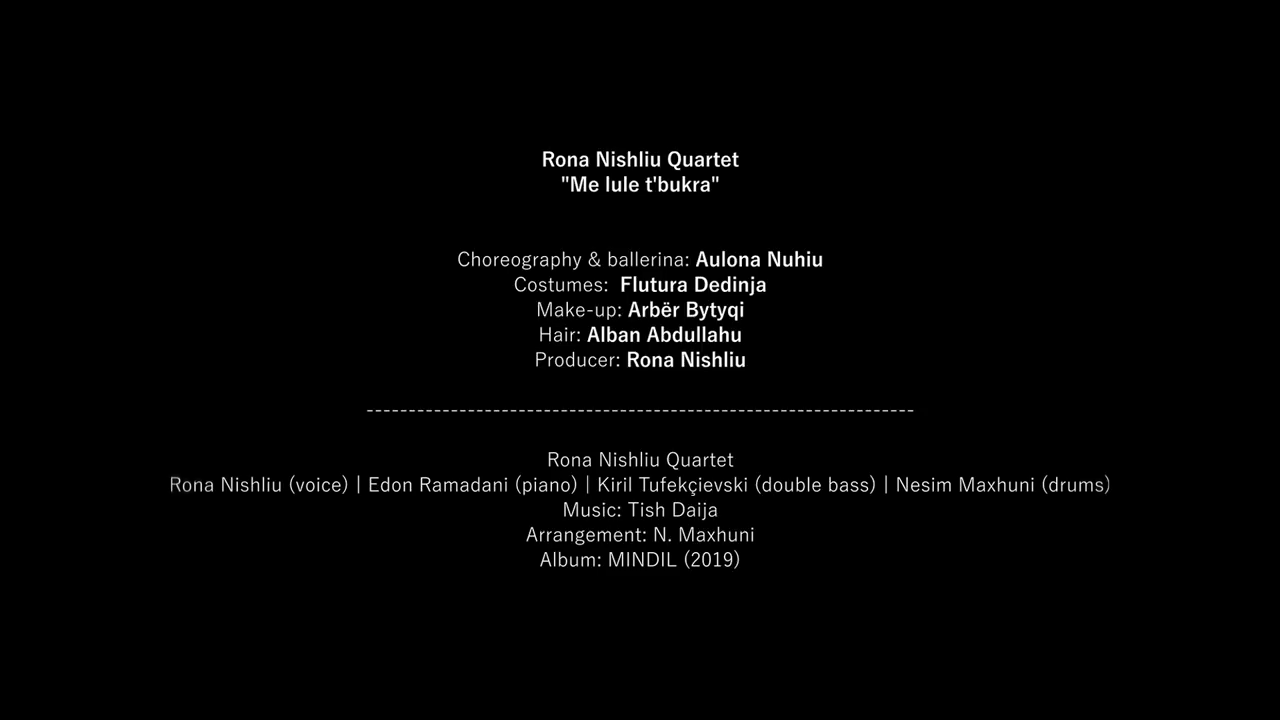 Rona Nishliu Quartet
"Me lule t'bukra"
Choreography & ballerina: Aulona Nuhiu
Costumes: Flutura Dedinja
Make-up: Arbër Bytyqi
Hair: Alban Abdullahu
Producer: Rona Nishliu
-----------------------------------------------------------------
Rona Nishliu Quartet
Rona Nishliu (voice) | Edon Ramadani (piano) | Kiril Tufekçievski (double bass) | Nesim Maxhuni (drums)
Music: Tish Daija
Arrangement: N. Maxhuni
Album: MINDIL (2019)